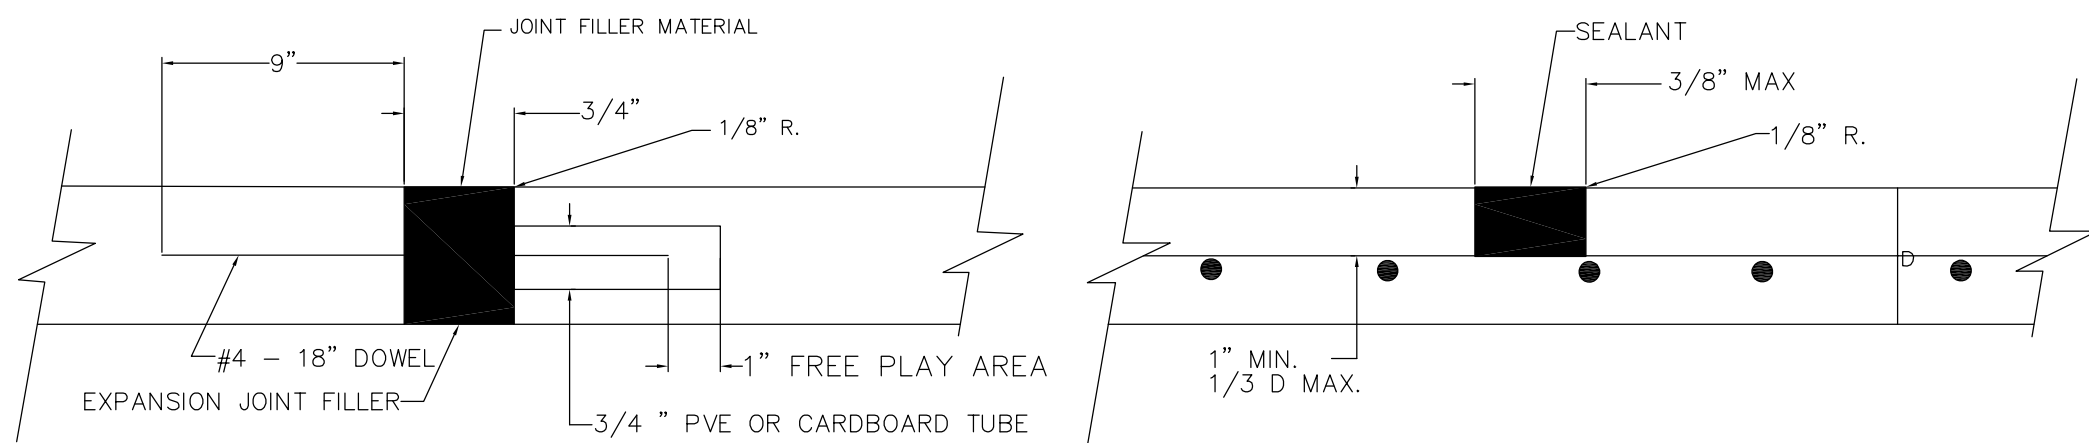 JOINT FILLER MATERIAL
9”
3/4”
1/8” R.
#4 – 18” DOWEL
1” FREE PLAY AREA
EXPANSION JOINT FILLER
3/4 ” PVE OR CARDBOARD TUBE
SEALANT
3/8” MAX
1/8” R.
D
1” MIN.
1/3 D MAX.